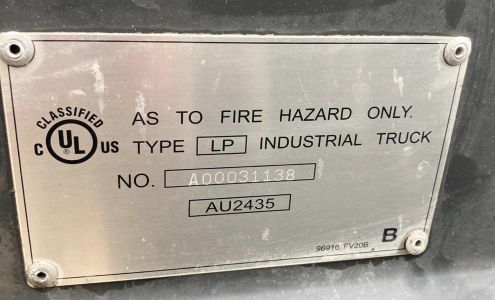 CLASSIFIED
C UL US
AS TO FIRE HAZARD ONLY.
TYPE LP INDUSTRIAL TRUCK
NO. A00031138
AU2435
96916 FV20B B